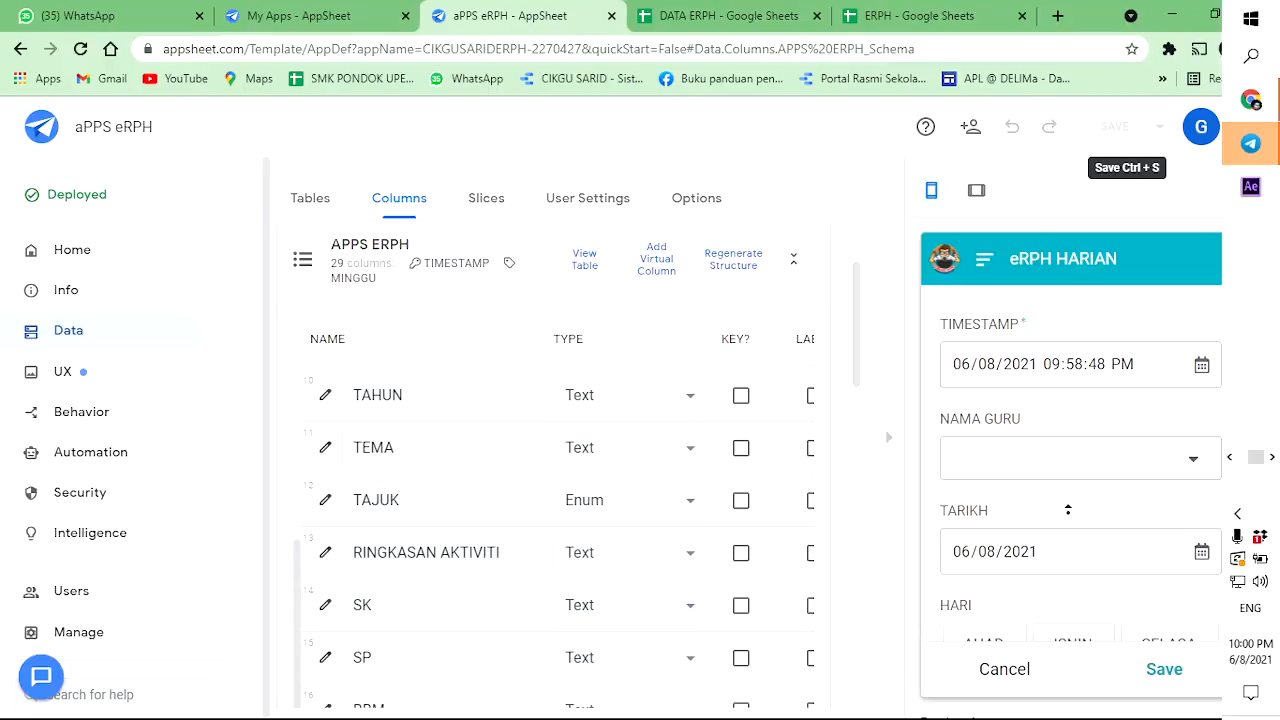 (35) WhatsApp
My Apps - AppSheet
aPPS eRPH - AppSheet
DATA ERPH - Google Sheets
ERPH - Google Sheets
appsheet.com/Template/AppDef?appName=CIKGUSARIDERPH-2270427&quickStart=False#Data.Columns.APPS%20ERPH_Schema
Apps
Gmail
YouTube
Maps
SMK PONDOK UPE...
35 WhatsApp
CIKGU SARID - Sist...
Buku panduan pen...
Portal Rasmi Sekola...
APL @ DELIMa - Da...
»
Re
aPPS eRPH
SAVE
G
Save Ctrl + S
Deployed
Home
Info
Data
UX
Behavior
Automation
Security
Intelligence
Users
Manage
Search for help
Tables
Columns
Slices
User Settings
Options
APPS ERPH
29 columns:
TIMESTAMP
MINGGU
View
Table
Add
Virtual
Column
Regenerate
Structure
NAME
TYPE
KEY?
10
TAHUN
Text
11
TEMA
Text
12
TAJUK
Enum
13
RINGKASAN AKTIVITI
Text
14
SK
Text
15
SP
Text
16
eRPH HARIAN
TIMESTAMP*
06/08/2021 09:58:48 PM
NAMA GURU
TARIKH
06/08/2021
HARI
Cancel
Save
Ae
ENG
10:00 PM
6/8/2021